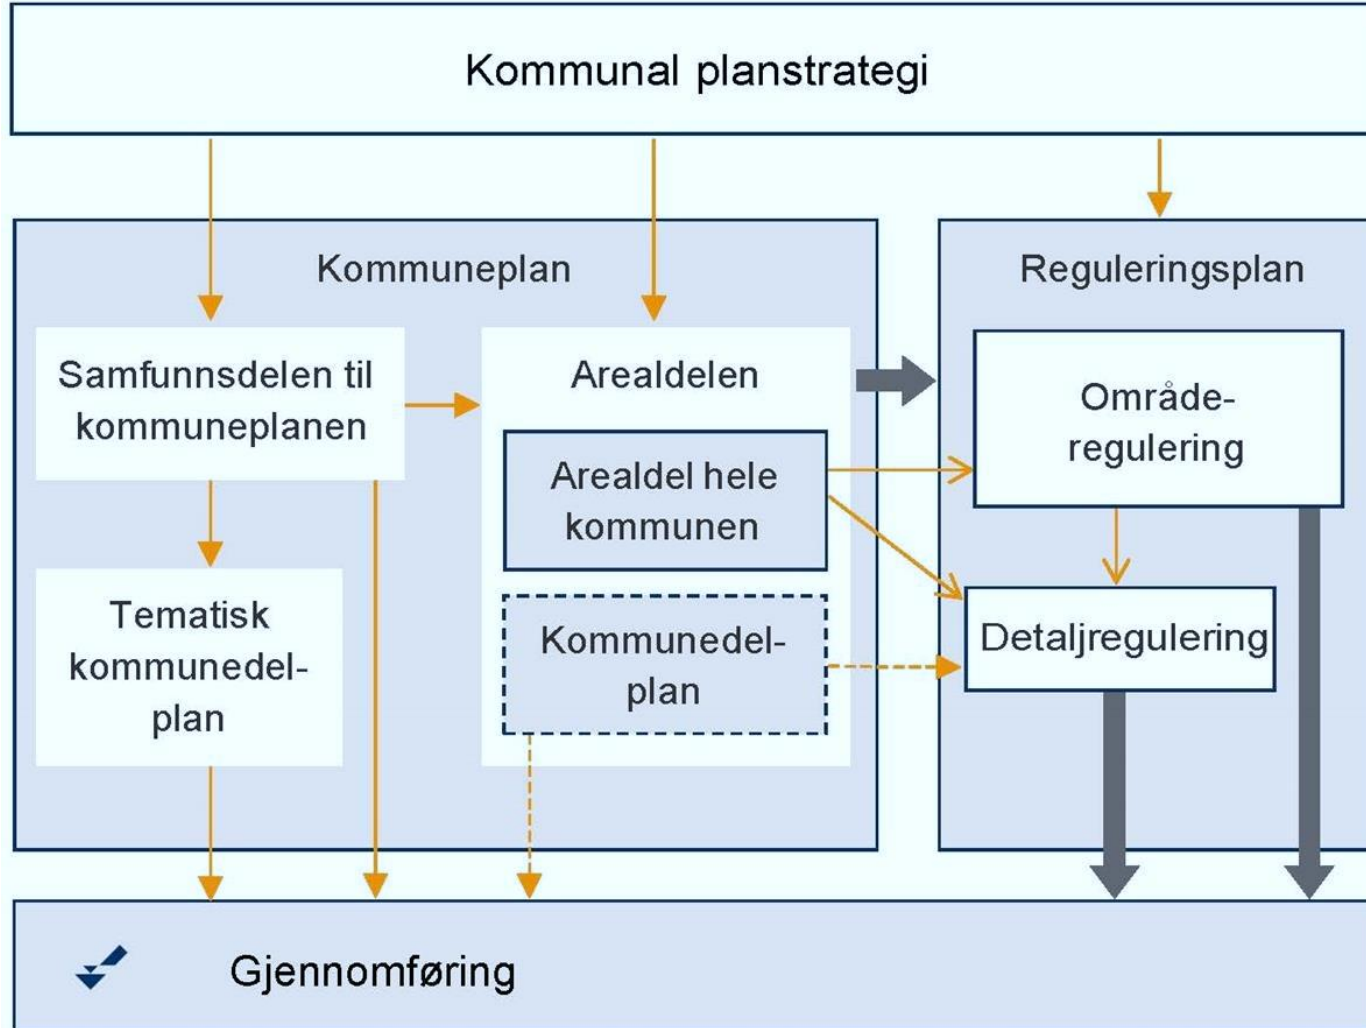 Kommunal planstrategi
Kommuneplan
Samfunnsdelen til
kommuneplanen
Tematisk
kommunedel-
plan
Arealdelen
Arealdel hele
kommunen
Kommunedel-
plan
Reguleringsplan
Område-
regulering
Detaljregulering
Gjennomføring